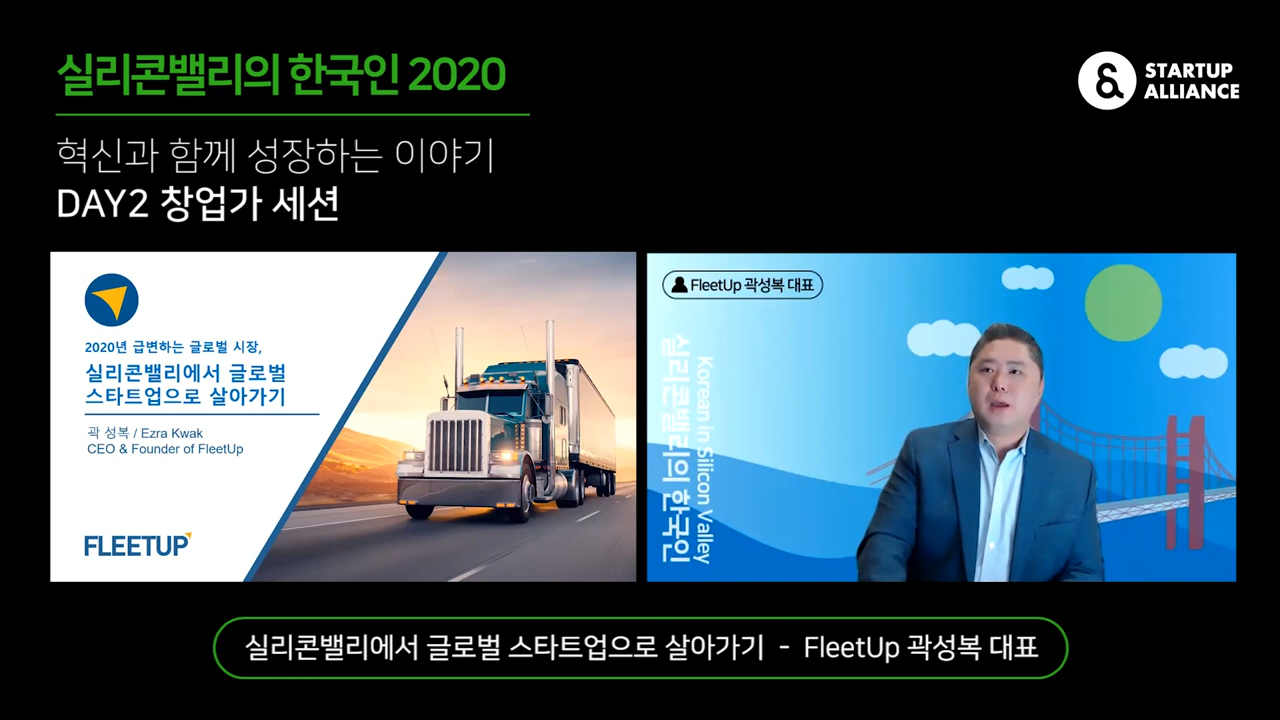 실리콘밸리의 한국인 2020
STARTUP
ALLIANCE
혁신과 함께 성장하는 이야기
DAY2 창업가 세션
2020년 급변하는 글로벌 시장,
실리콘밸리에서 글로벌
스타트업으로 살아가기
곽 성복 / Ezra Kwak
CEO & Founder of FleetUp
FLEETUP
FleetUp 곽성복 대표
Korean in Silicon Valley
실리콘밸리의 한국인
실리콘밸리에서 글로벌 스타트업으로 살아가기 - FleetUp 곽성복 대표